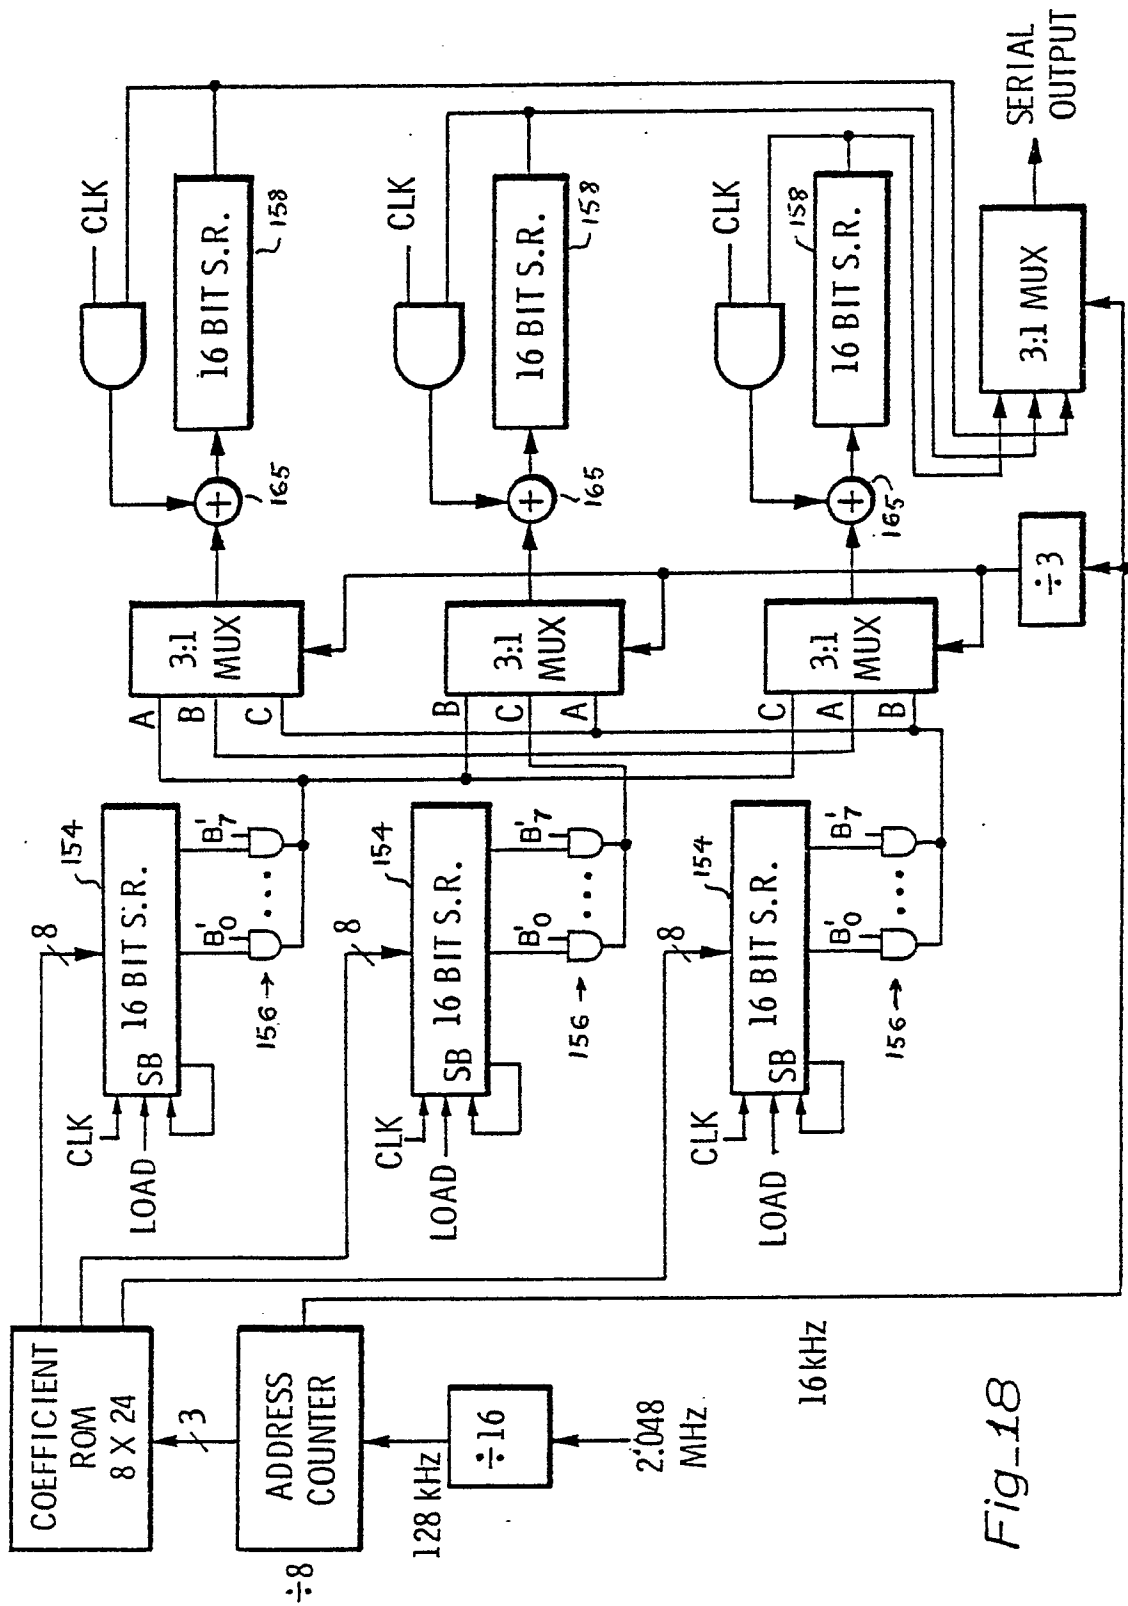 COEFFICIENT
ROM
8 X 24
3
ADDRESS
COUNTER
÷8
128 kHz
÷16
2.048
MHz
16 kHz
8
CLK
LOAD
SB
16 BIT S.R.
154
B'0
B'7
156
8
CLK
LOAD
SB
16 BIT S.R.
154
B'0
B'7
156
8
CLK
LOAD
SB
16 BIT S.R.
154
B'0
B'7
156
A
B
C
3:1
MUX
B
C
A
3:1
MUX
C
A
B
3:1
MUX
÷3
+
165
CLK
16 BIT S.R.
158
+
165
CLK
16 BIT S.R.
158
+
165
CLK
16 BIT S.R.
158
3:1 MUX
SERIAL
OUTPUT
Fig_18